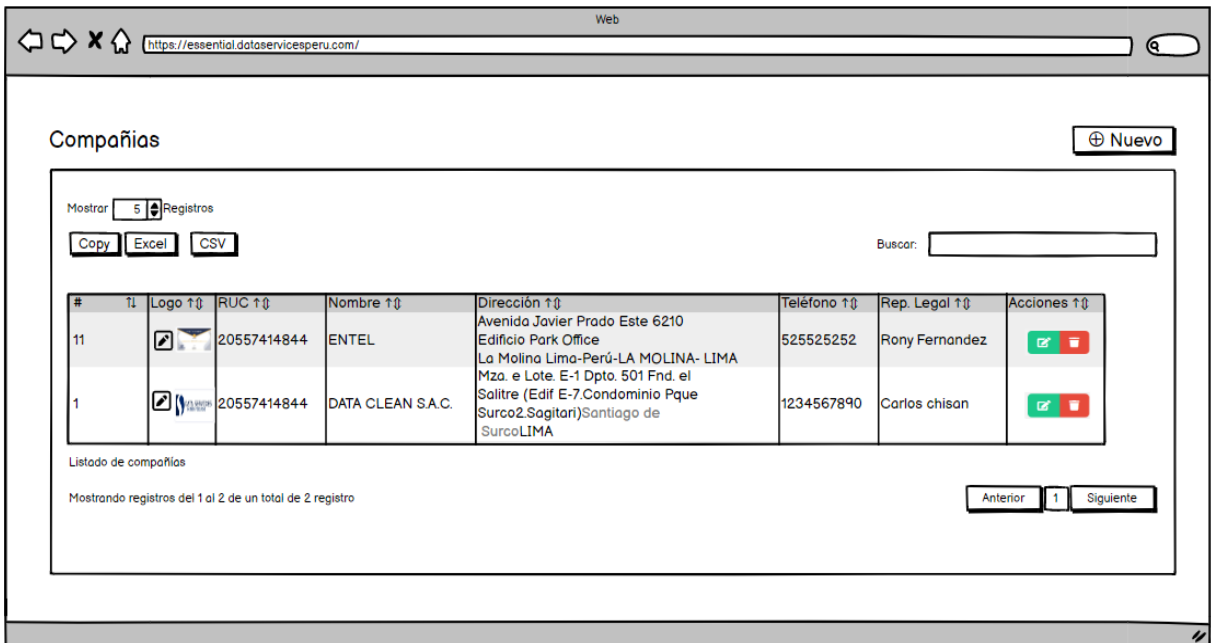 Web
https://essential.dataservicesperu.com/
Compañias
Nuevo
Mostrar 5 Registros
Copy Excel CSV
Buscar:
# Logo RUC Nombre Dirección Teléfono Rep. Legal Acciones
11 20557414844 ENTEL Avenida Javier Prado Este 6210
Edificio Park Office
La Molina Lima-Perú-LA MOLINA- LIMA 525525252 Rony Fernandez
1 20557414844 DATA CLEAN S.A.C. Mza. e Lote. E-1 Dpto. 501 Fnd. el
Salitre (Edif E-7.Condominio Pque
Surco2.Sagitari)Santiago de
SurcoLIMA 1234567890 Carlos chisan
Listado de compañías
Mostrando registros del 1 al 2 de un total de 2 registro
Anterior 1 Siguiente